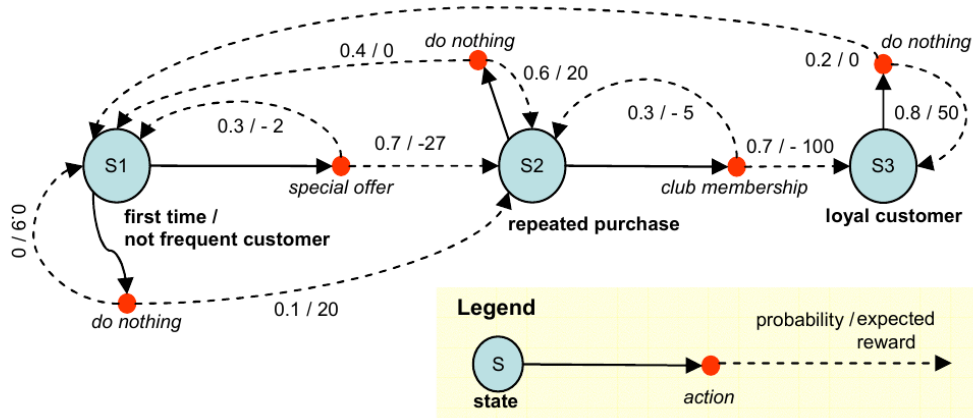 do nothing
0.4 / 0
0.6 / 20
do nothing
0.2 / 0
0.8 / 50
0.3 / - 2
0.7 / -27
0.3 / - 5
0.7 / - 100
S1
special offer
S2
club membership
S3
first time /
not frequent customer
repeated purchase
loyal customer
0.9 / 0
do nothing
0.1 / 20
Legend
S
state
action
probability / expected
reward